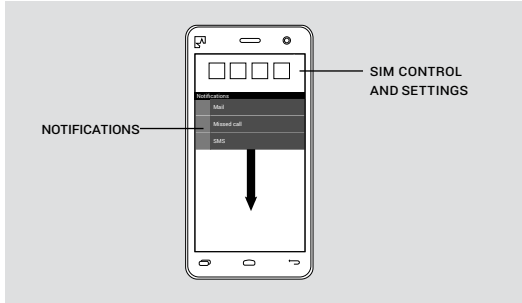 SIM CONTROL
AND SETTINGS
Notifications
Mail
Missed call
SMS
NOTIFICATIONS